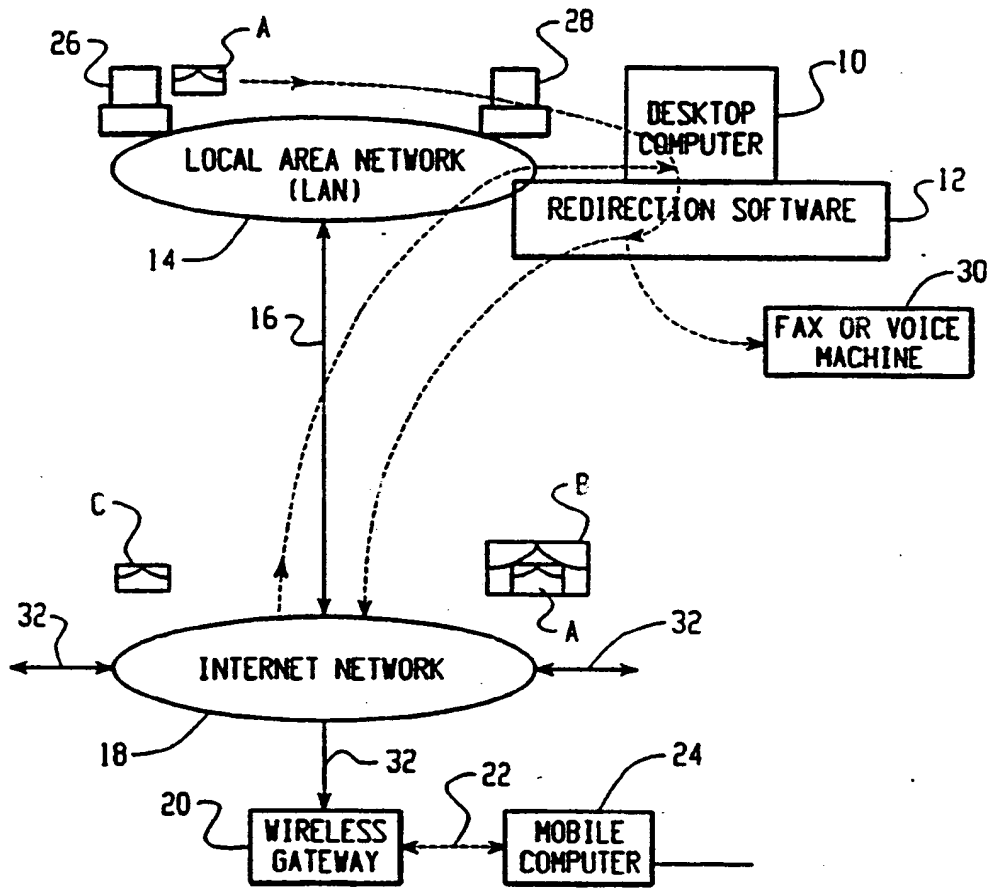 26
A
28
10
DESKTOP
COMPUTER
LOCAL AREA NETWORK
(LAN)
12
REDIRECTION SOFTWARE
14
30
16
FAX OR VOICE
MACHINE
C
B
A
32
32
INTERNET NETWORK
18
32
24
20
22
WIRELESS
GATEWAY
MOBILE
COMPUTER